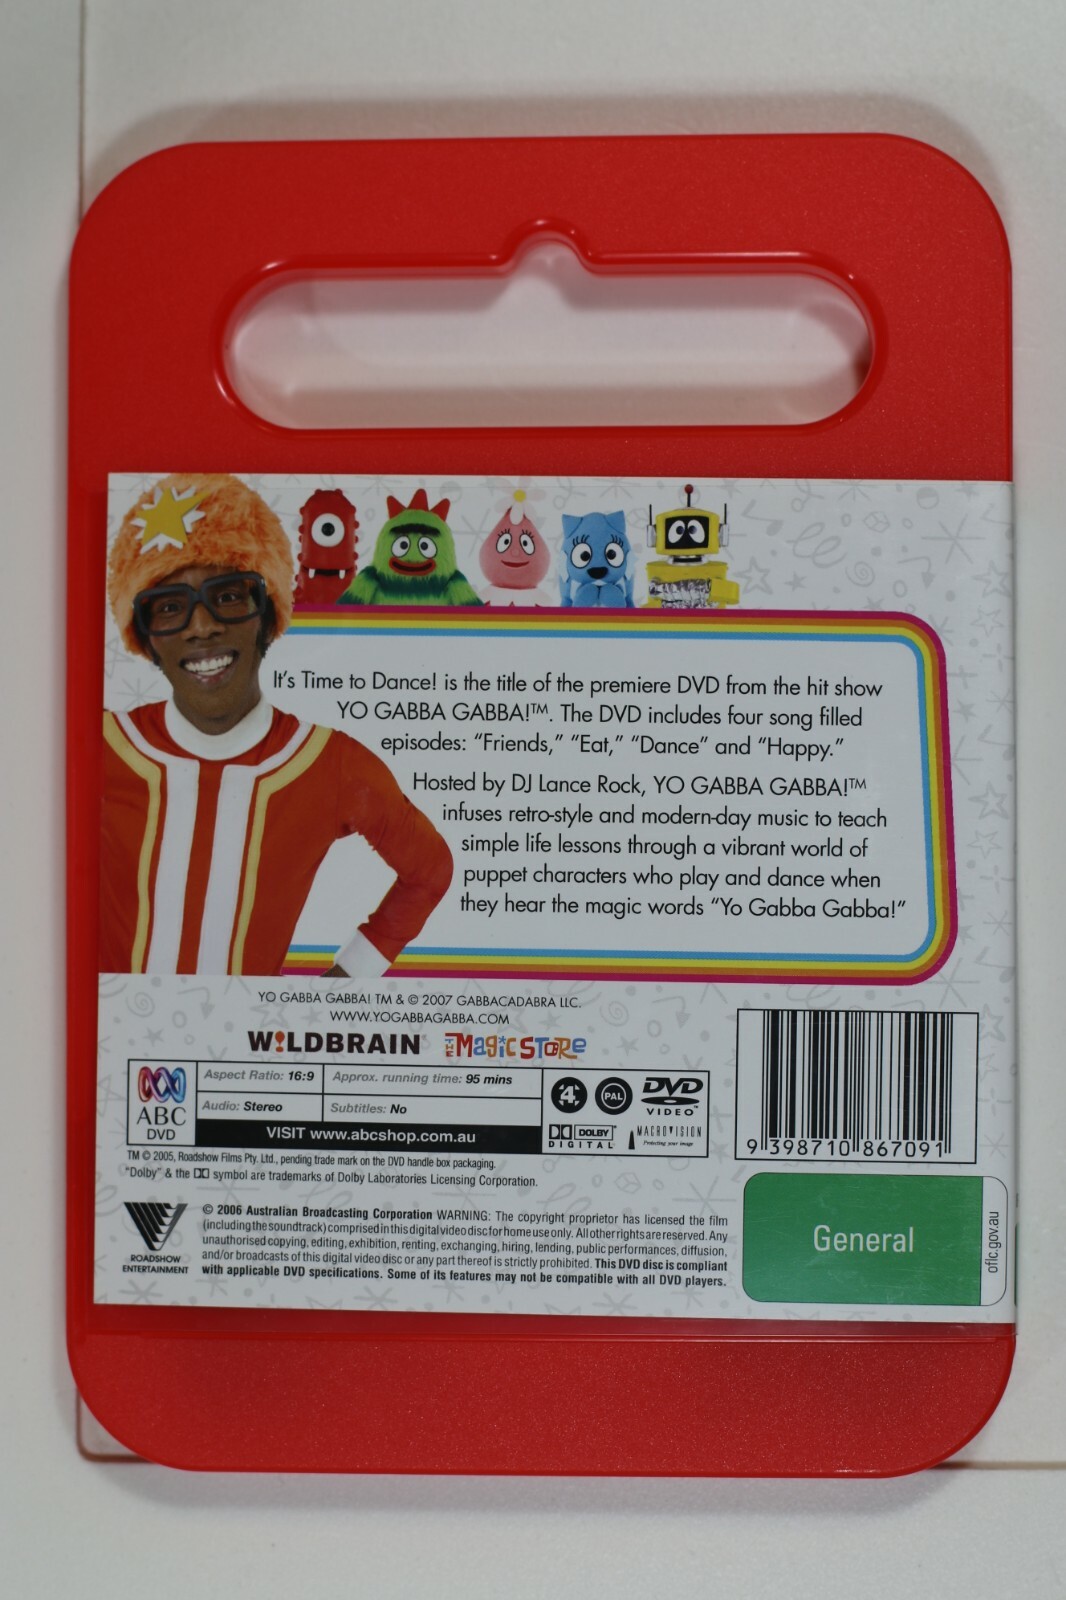 It's Time to Dance! is the title of the premiere DVD from the hit show
YO GABBA GABBA!™. The DVD includes four song filled
episodes: "Friends," "Eat," "Dance" and "Happy."
Hosted by DJ Lance Rock, YO GABBA GABBA!™
infuses retro-style and modern-day music to teach
simple life lessons through a vibrant world of
puppet characters who play and dance when
they hear the magic words "Yo Gabba Gabba!"
YO GABBA GABBA! TM & © 2007 GABBACADABRA LLC.
WWW.YOGABBAGABBA.COM
W!LDBRAIN THE MAGIC STORE
ABC
DVD
Aspect Ratio: 16:9
Approx. running time: 95 mins
Audio: Stereo
Subtitles: No
VISIT www.abcshop.com.au
4
PAL
DVD
VIDEO™
DOLBY
DIGITAL
MACROVISION
Protecting your image
9 398710 867091
TM © 2005, Roadshow Films Pty. Ltd., pending trade mark on the DVD handle box packaging.
"Dolby" & the DD symbol are trademarks of Dolby Laboratories Licensing Corporation.
ROADSHOW
ENTERTAINMENT
© 2006 Australian Broadcasting Corporation WARNING: The copyright proprietor has licensed the film
(including the soundtrack) comprised in this digital video disc for home use only. All other rights are reserved. Any
unauthorised copying, editing, exhibition, renting, exchanging, hiring, lending, public performances, diffusion,
and/or broadcasts of this digital video disc or any part thereof is strictly prohibited. This DVD disc is compliant
with applicable DVD specifications. Some of its features may not be compatible with all DVD players.
General
oflc.gov.au